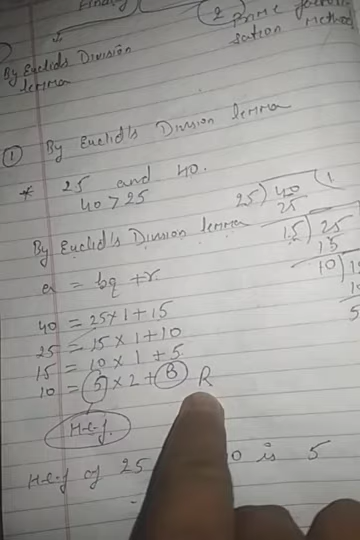 Finding
I
By Euclid's Division
lemma
2 Prime
sation Method
① By Euclid's Division lemma
* 25 and 40.
40 > 25
By Euclid's Division lemma
a = bq + r.
40 = 25 × 1 + 15
25 = 15 × 1 + 10
15 = 10 × 1 + 5.
10 = 5 × 2 + 0 R
H.c.f.
25) 40 (1
25
15) 25
15
10)
5
H.c.f of 25 0 is 5